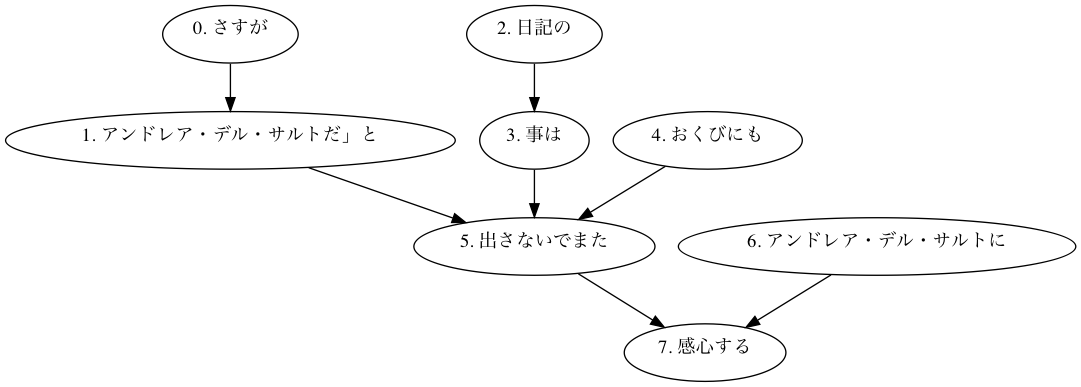 0. さすが
2. 日記の
1. アンドレア・デル・サルトだ」と
3. 事は
4. おくびにも
5. 出さないでまた
6. アンドレア・デル・サルトに
7. 感心する